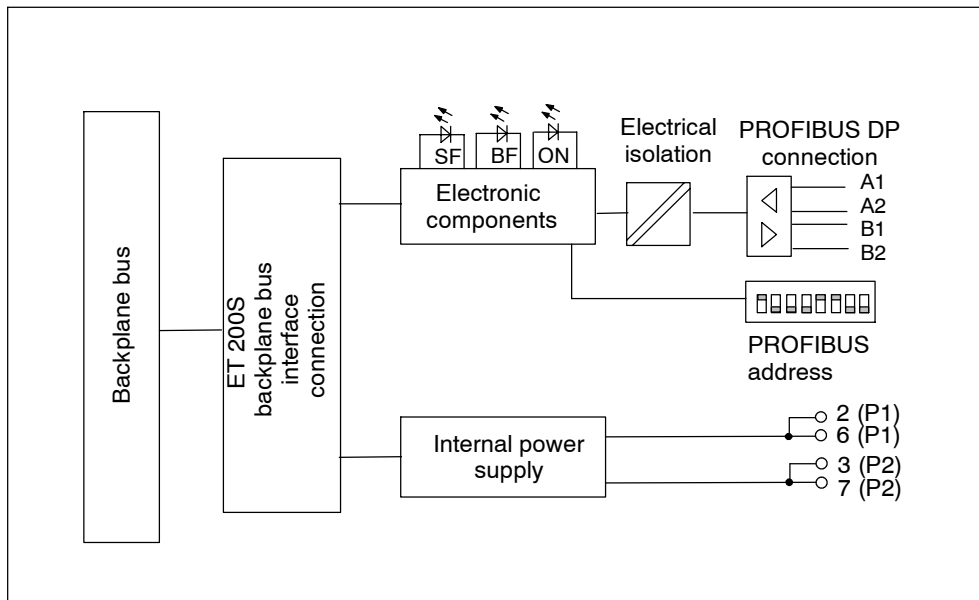 Electrical
isolation
PROFIBUS DP
connection
SF BF ON
A1
A2
B1
B2
Electronic
components
Backplane bus
ET 200S
backplane bus
interface
connection
PROFIBUS
address
Internal power
supply
2 (P1)
6 (P1)
3 (P2)
7 (P2)